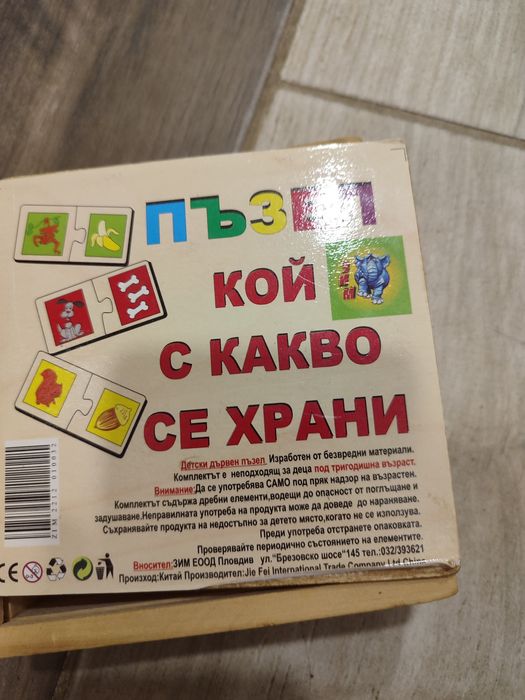 ПЪЗЕЛ
КОЙ
С КАКВО
СЕ ХРАНИ
Детски дървен пъзел Изработен от безвредни материали.
Комплектът е неподходящ за деца под тригодишна възраст.
Внимание:Да се употребява САМО под пряк надзор на възрастен.
Комплектът съдържа дребни елементи,водещи до опасност от поглъщане и
задушаване.Неправилната употреба на продукта може да доведе до нараняване.
Съхранявайте продукта на недостъпно за детето място,когато не се използува.
Преди употреба отстранете опаковката.
Проверявайте периодично състоянието на елементите.
Вносител:ЗИМ ЕООД Пловдив ул."Брезовско шосе"145 тел.:032/393621
Произход:Китай Производител:Jie Fei International Trade Company Ltd China
CE